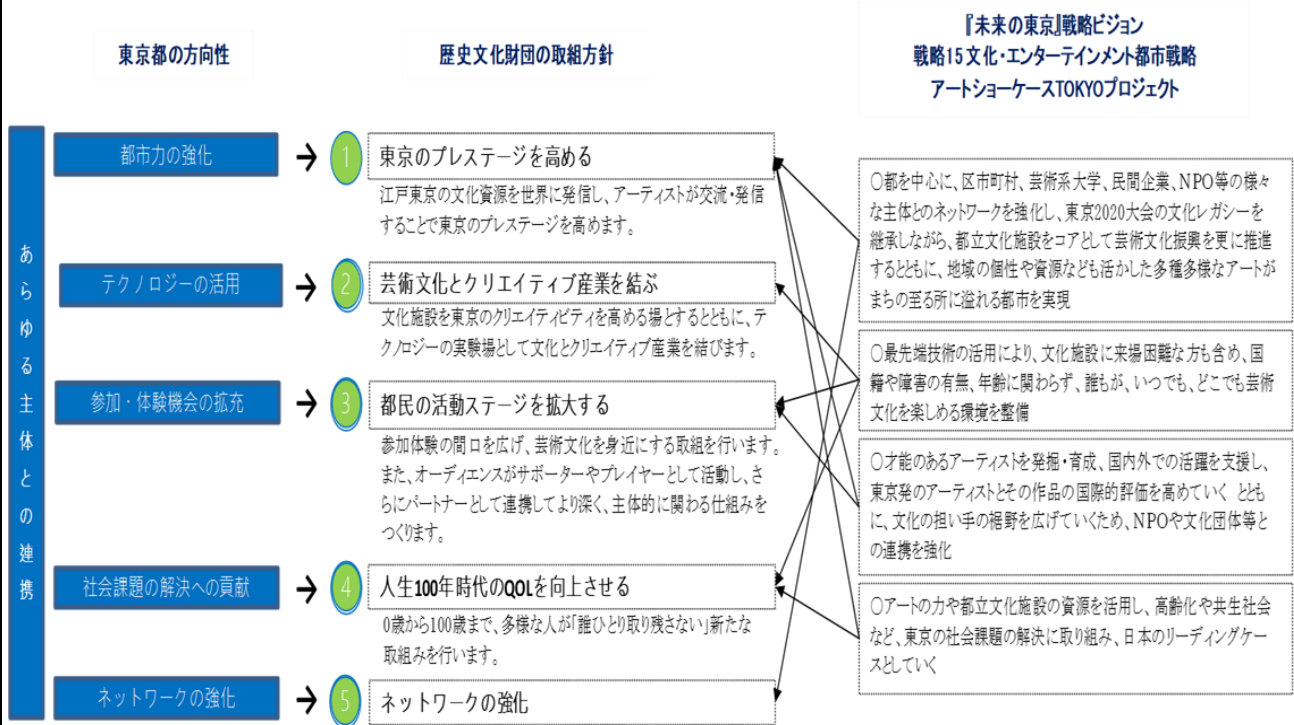 東京都の方向性
歴史文化財団の取組方針
『未来の東京』戦略ビジョン
戦略15文化・エンターテインメント都市戦略
アートショーケースTOKYOプロジェクト
あらゆる主体との連携
都市力の強化
→
1
東京のプレステージを高める
江戸東京の文化資源を世界に発信し、アーティストが交流・発信
することで東京のプレステージを高めます。
テクノロジーの活用
→
2
芸術文化とクリエイティブ産業を結ぶ
文化施設を東京のクリエイティビティを高める場とするとともに、テ
クノロジーの実験場として文化とクリエイティブ産業を結びます。
参加・体験機会の拡充
→
3
都民の活動ステージを拡大する
参加体験の間口を広げ、芸術文化を身近にする取組を行います。
また、オーディエンスがサポーターやプレイヤーとして活動し、さ
らにパートナーとして連携してより深く、主体的に関わる仕組みを
つくります。
社会課題の解決への貢献
→
4
人生100年時代のQOLを向上させる
0歳から100歳まで、多様な人が「誰ひとり取り残さない」新たな
取組みを行います。
ネットワークの強化
→
5
ネットワークの強化
○都を中心に、区市町村、芸術系大学、民間企業、NPO等の様々
な主体とのネットワークを強化し、東京2020大会の文化レガシーを
継承しながら、都立文化施設をコアとして芸術文化振興を更に推進
するとともに、地域の個性や資源なども活かした多種多様なアートが
まちの至る所に溢れる都市を実現
○最先端技術の活用により、文化施設に来場困難な方も含め、国
籍や障害の有無、年齢に関わらず、誰もが、いつでも、どこでも芸術
文化を楽しめる環境を整備
○才能のあるアーティストを発掘・育成、国内外での活躍を支援し、
東京発のアーティストとその作品の国際的評価を高めていく とともに
に、文化の担い手の裾野を広げていくため、NPOや文化団体等と
の連携を強化
○アートの力や都立文化施設の資源を活用し、高齢化や共生社会
など、東京の社会課題の解決に取り組み、日本のリーディングケー
スとしていく